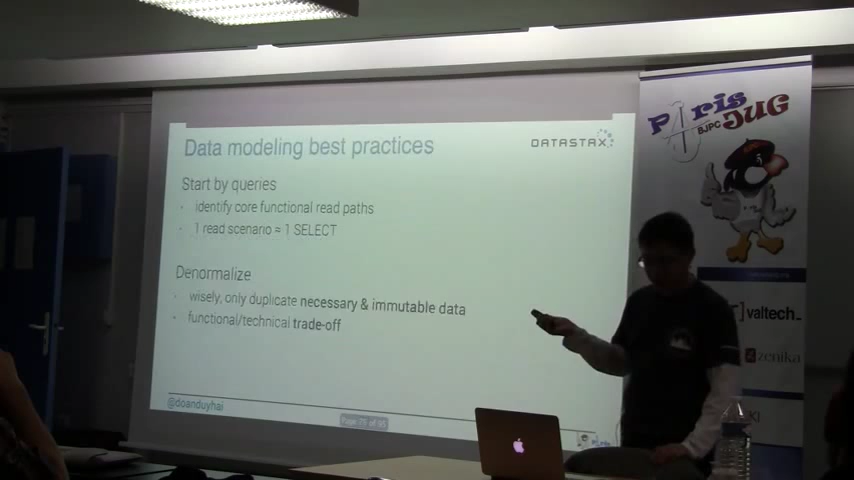 Data modeling best practices
DATASTAX
Start by queries
· identify core functional read paths
· 1 read scenario ≈ 1 SELECT
Denormalize
· wisely, only duplicate necessary & immutable data
· functional/technical trade-off
@doanduyhai
Paris
BJPC
JUG
valtech_
zenika